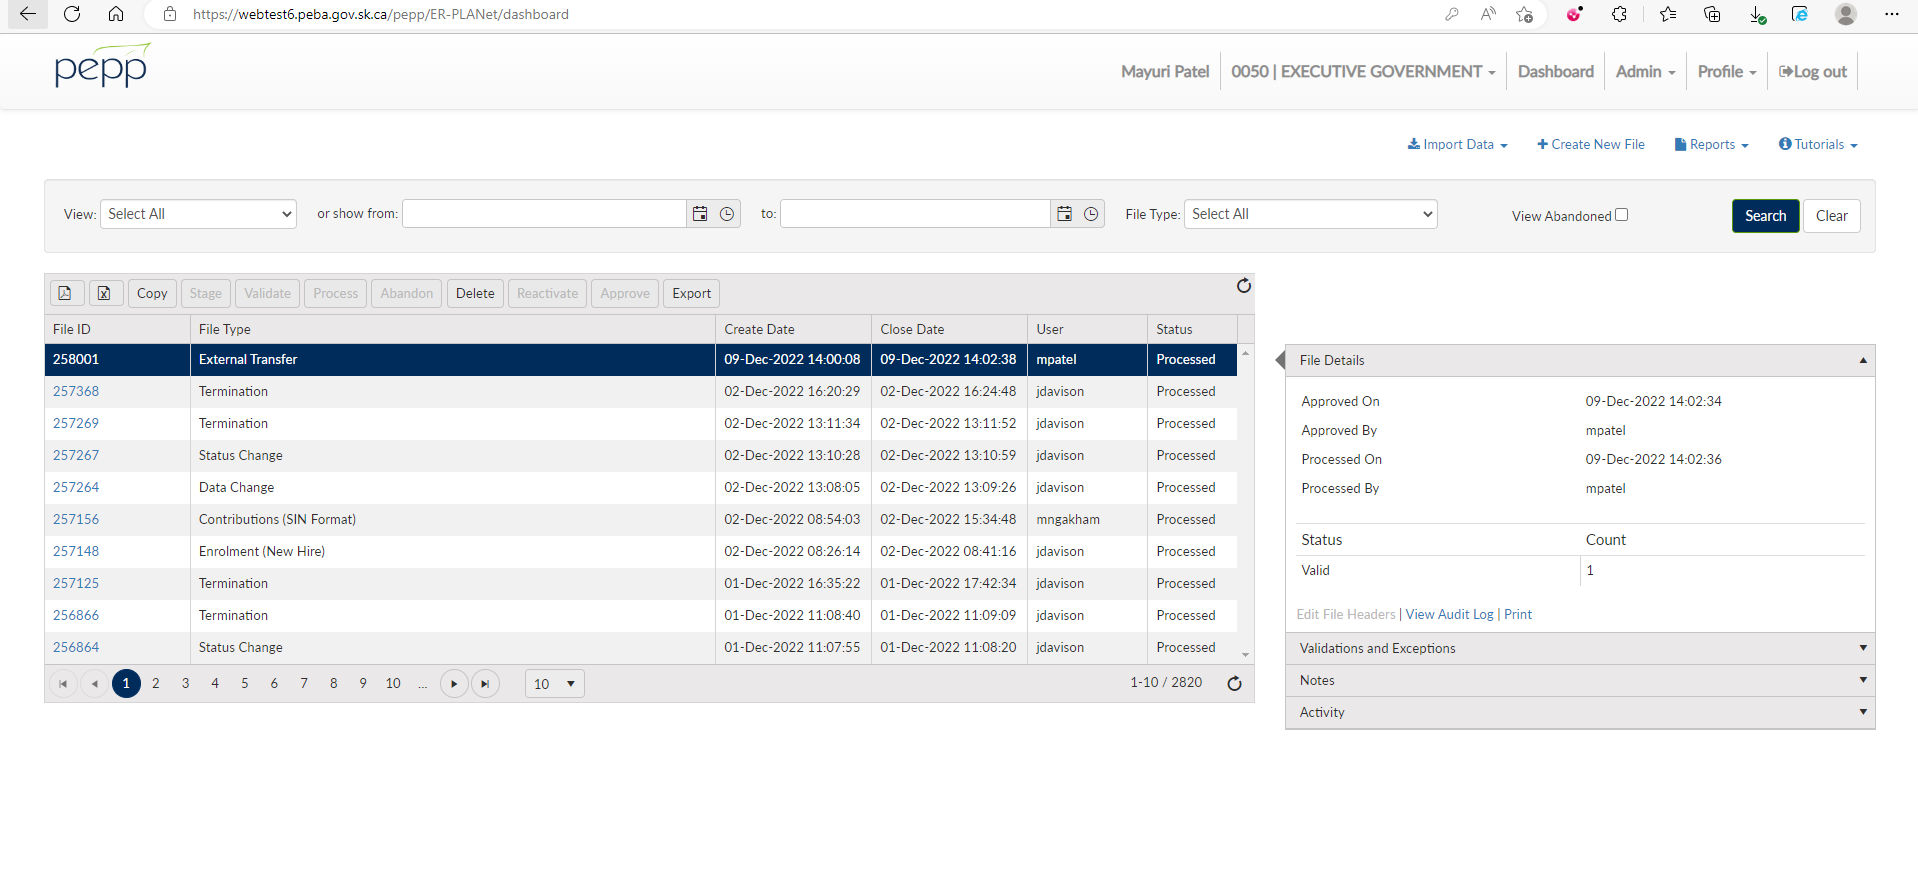 https://webtest6.peba.gov.sk.ca/pepp/ER-PLANet/dashboard
pepp
Mayuri Patel 0050 | EXECUTIVE GOVERNMENT Dashboard Admin Profile Log out
Import Data Create New File Reports Tutorials
View: Select All or show from: to: File Type: Select All View Abandoned Search Clear
Copy Stage Validate Process Abandon Delete Reactivate Approve Export
File ID File Type Create Date Close Date User Status
258001 External Transfer 09-Dec-2022 14:00:08 09-Dec-2022 14:02:38 mpatel Processed
257368 Termination 02-Dec-2022 16:20:29 02-Dec-2022 16:24:48 jdavison Processed
257269 Termination 02-Dec-2022 13:11:34 02-Dec-2022 13:11:52 jdavison Processed
257267 Status Change 02-Dec-2022 13:10:28 02-Dec-2022 13:10:59 jdavison Processed
257264 Data Change 02-Dec-2022 13:08:05 02-Dec-2022 13:09:26 jdavison Processed
257156 Contributions (SIN Format) 02-Dec-2022 08:54:03 02-Dec-2022 15:34:48 mngakham Processed
257148 Enrolment (New Hire) 02-Dec-2022 08:26:14 02-Dec-2022 08:41:16 jdavison Processed
257125 Termination 01-Dec-2022 16:35:22 01-Dec-2022 17:42:34 jdavison Processed
256866 Termination 01-Dec-2022 11:08:40 01-Dec-2022 11:09:09 jdavison Processed
256864 Status Change 01-Dec-2022 11:07:55 01-Dec-2022 11:08:20 jdavison Processed
1 2 3 4 5 6 7 8 9 10 ... 10 1-10 / 2820
File Details
Approved On 09-Dec-2022 14:02:34
Approved By mpatel
Processed On 09-Dec-2022 14:02:36
Processed By mpatel
Status Count
Valid 1
Edit File Headers | View Audit Log | Print
Validations and Exceptions
Notes
Activity